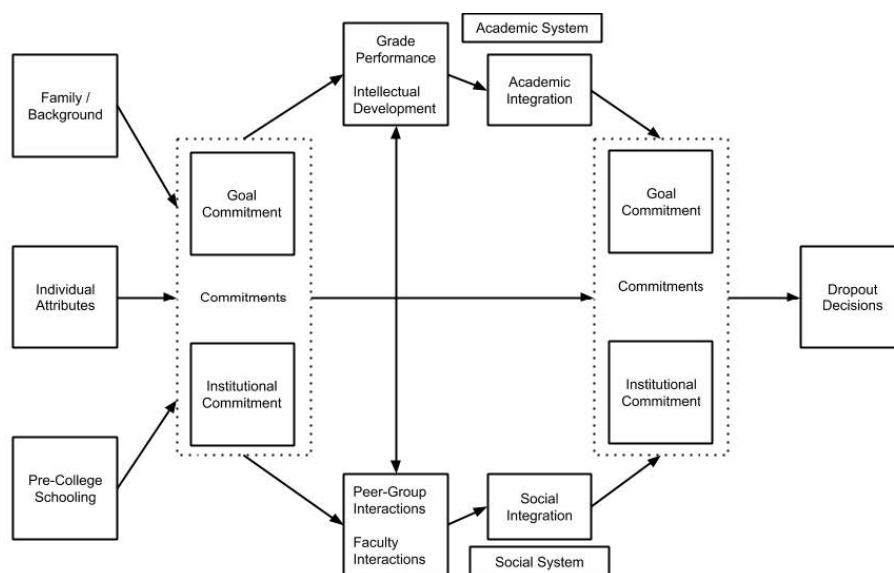 Academic System
Grade
Performance
Intellectual
Development
Academic
Integration
Family /
Background
Goal
Commitment
Goal
Commitment
Individual
Attributes
Commitments
Commitments
Dropout
Decisions
Institutional
Commitment
Institutional
Commitment
Pre-College
Schooling
Peer-Group
Interactions
Faculty
Interactions
Social
Integration
Social System